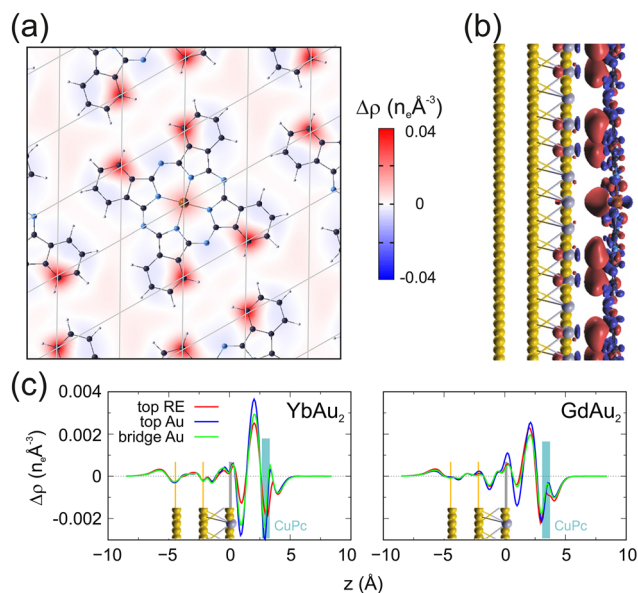 (a)
(b)
Δρ (nₑÅ⁻³)
0.04
0
-0.04
(c)
0.004
0.002
0
-0.002
Δρ (nₑÅ⁻³)
top RE
top Au
bridge Au
YbAu₂
CuPc
−10 −5 0 5 10
GdAu₂
CuPc
−5 0 5 10
z (Å)